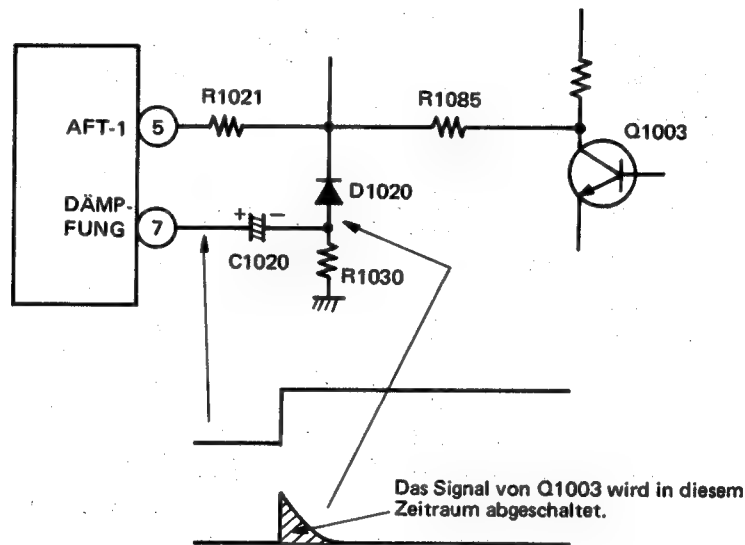 R1021
R1085
Q1003
AFT-1
5
D1020
DÄMP-
FUNG
7
+
-
C1020
R1030
Das Signal von Q1003 wird in diesem
Zeitraum abgeschaltet.